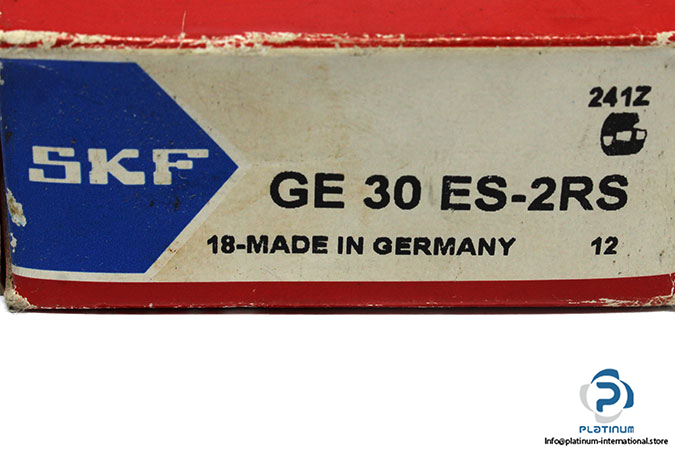 SKF
241Z
GE 30 ES-2RS
18-MADE IN GERMANY 12
PLATINUM
Info@platinum-international.store